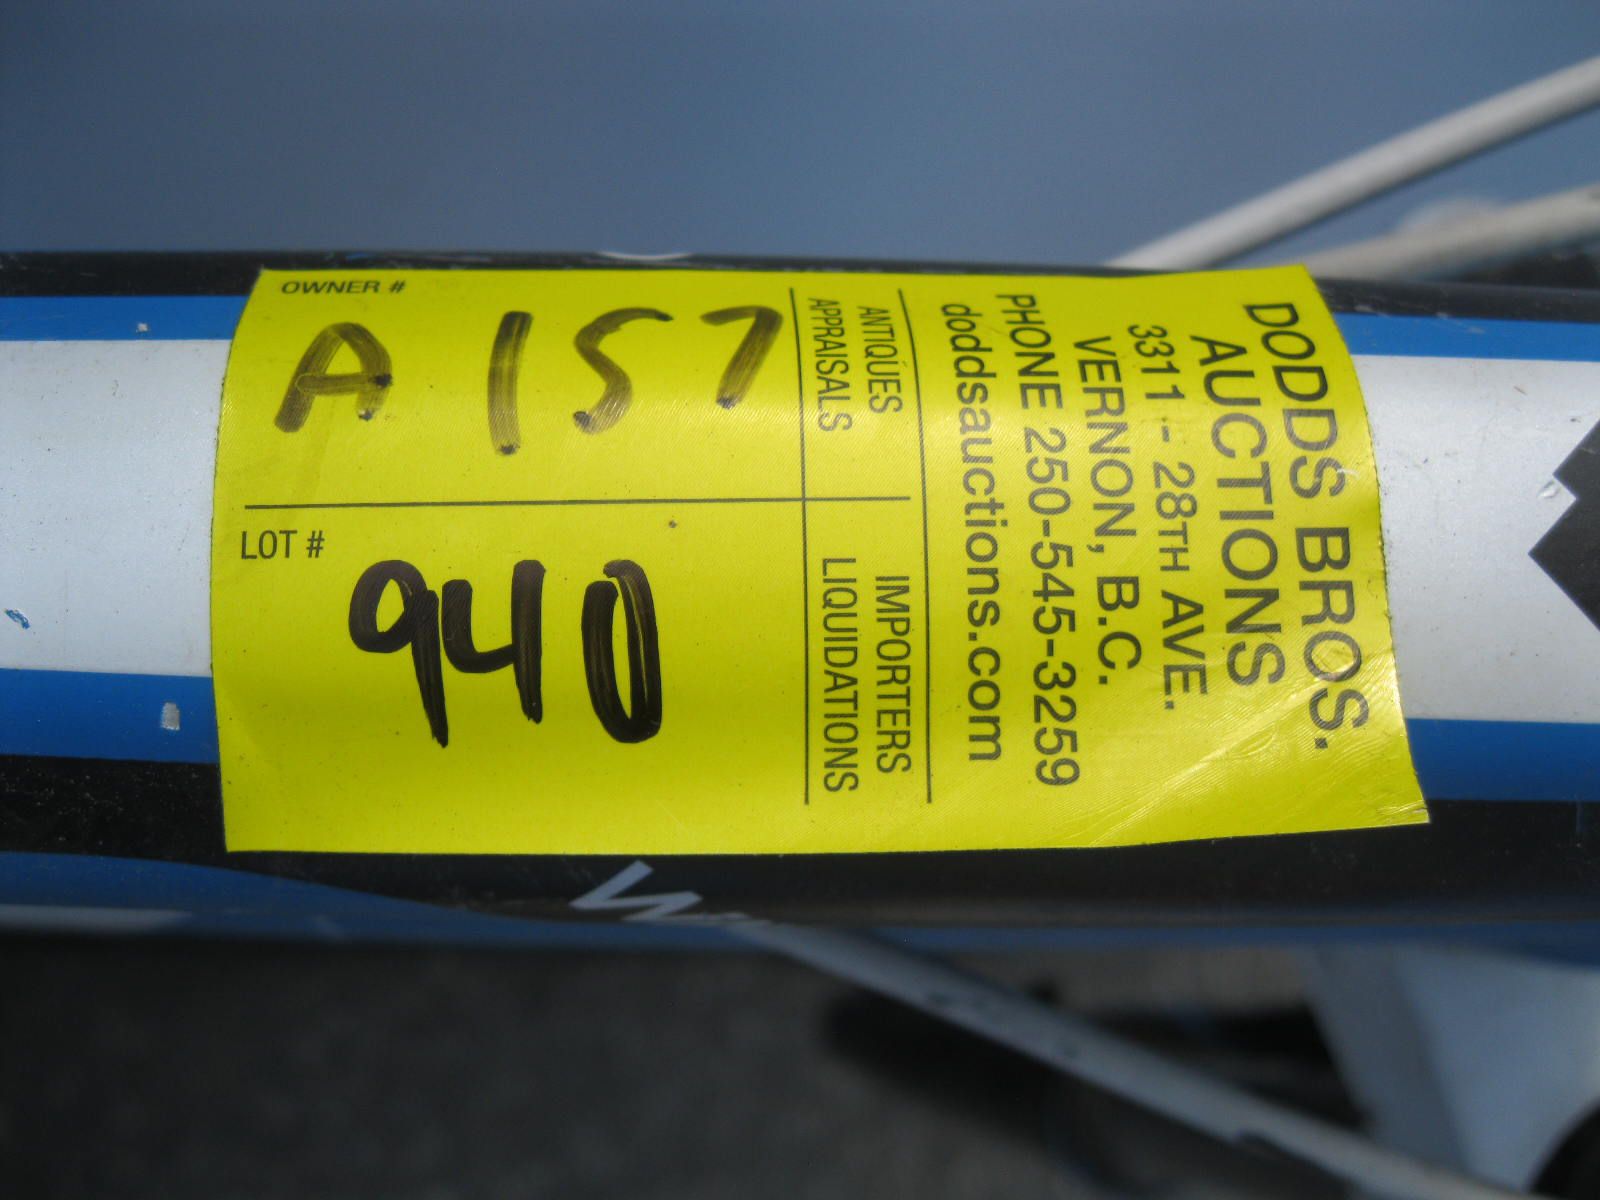 OWNER #
A 157
LOT #
940
DODDS BROS.
AUCTIONS
3311 - 28TH AVE.
VERNON, B.C.
PHONE 250-545-3259
doddsauctions.com
ANTIQUES
APPRAISALS
IMPORTERS
LIQUIDATIONS